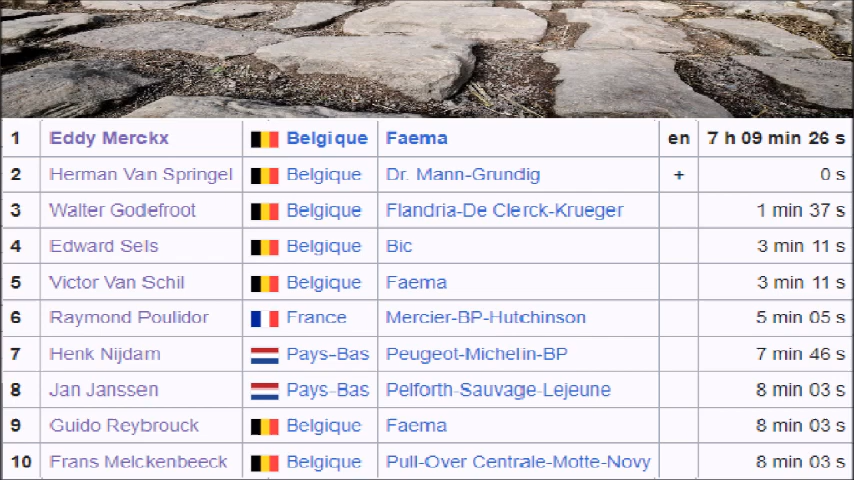 1 Eddy Merckx Belgique Faema en 7 h 09 min 26 s
2 Herman Van Springel Belgique Dr. Mann-Grundig + 0 s
3 Walter Godefroot Belgique Flandria-De Clerck-Krueger 1 min 37 s
4 Edward Sels Belgique Bic 3 min 11 s
5 Victor Van Schil Belgique Faema 3 min 11 s
6 Raymond Poulidor France Mercier-BP-Hutchinson 5 min 05 s
7 Henk Nijdam Pays-Bas Peugeot-Michelin-BP 7 min 46 s
8 Jan Janssen Pays-Bas Pelforth-Sauvage-Lejeune 8 min 03 s
9 Guido Reybrouck Belgique Faema 8 min 03 s
10 Frans Melckenbeeck Belgique Pull-Over Centrale-Motte-Novy 8 min 03 s